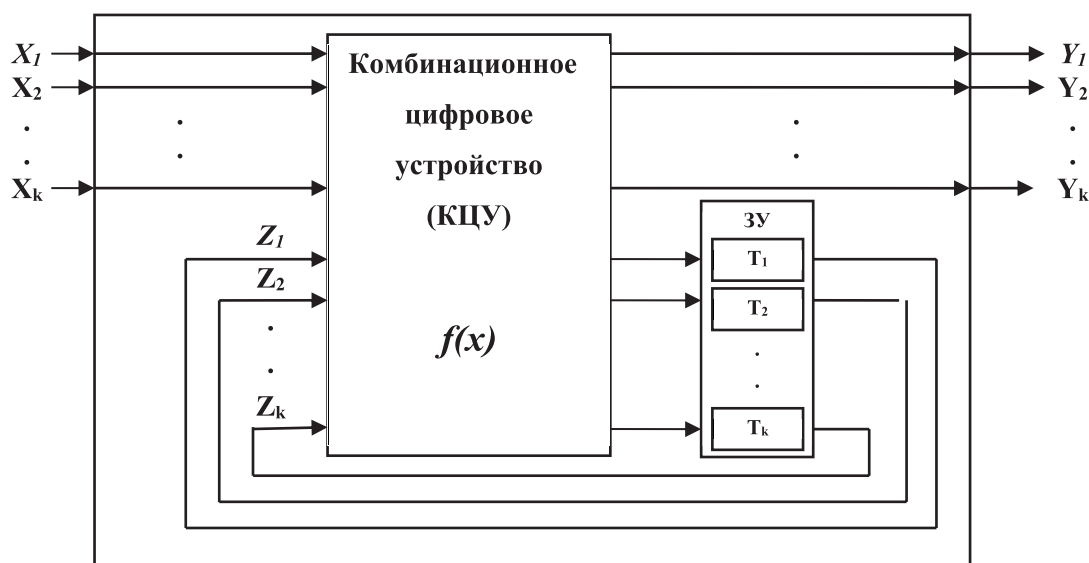 X₁
X₂
.
.
Xₖ
.
.
Комбинационное
цифровое
устройство
(КЦУ)
f(x)
Z₁
Z₂
.
.
Zₖ
ЗУ
T₁
T₂
.
.
Tₖ
.
.
Y₁
Y₂
.
.
Yₖ